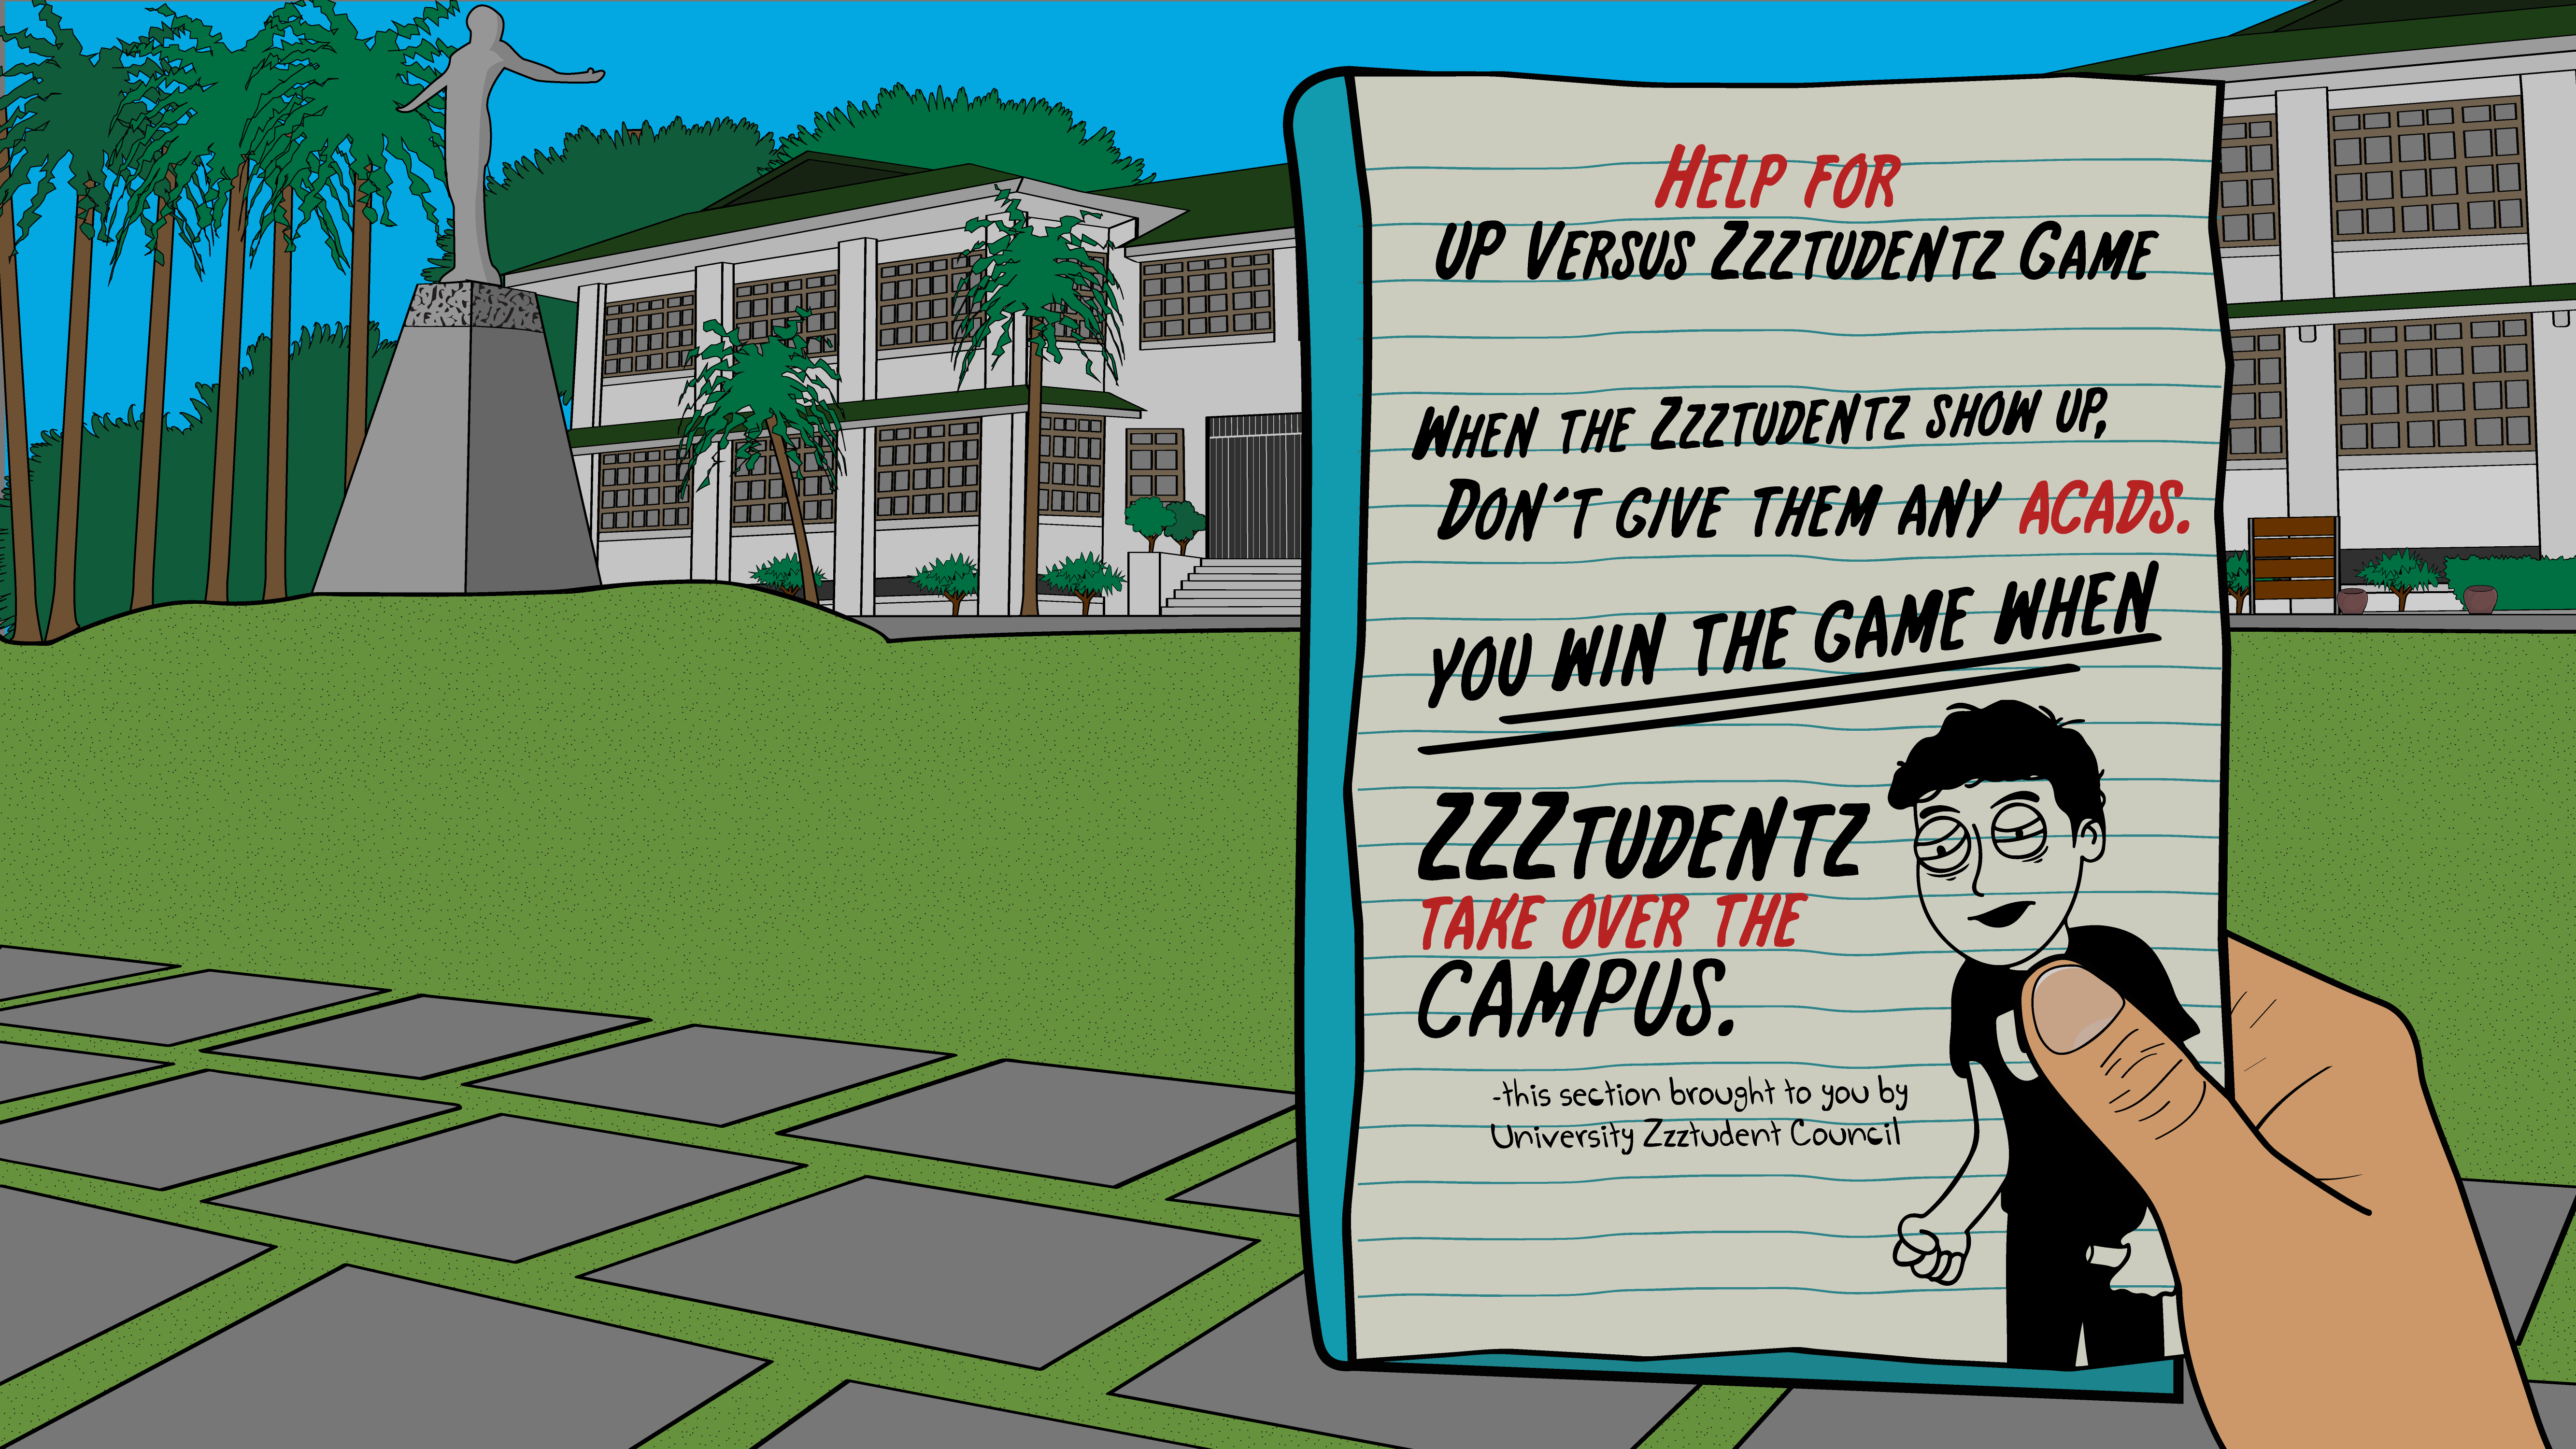 Help for
UP Versus Zzztudentz Game
When the Zzztudentz show up,
Don't give them any acads.
You win the game when
Zzztudentz
take over the
campus.
-this section brought to you by
University Zzztudent Council